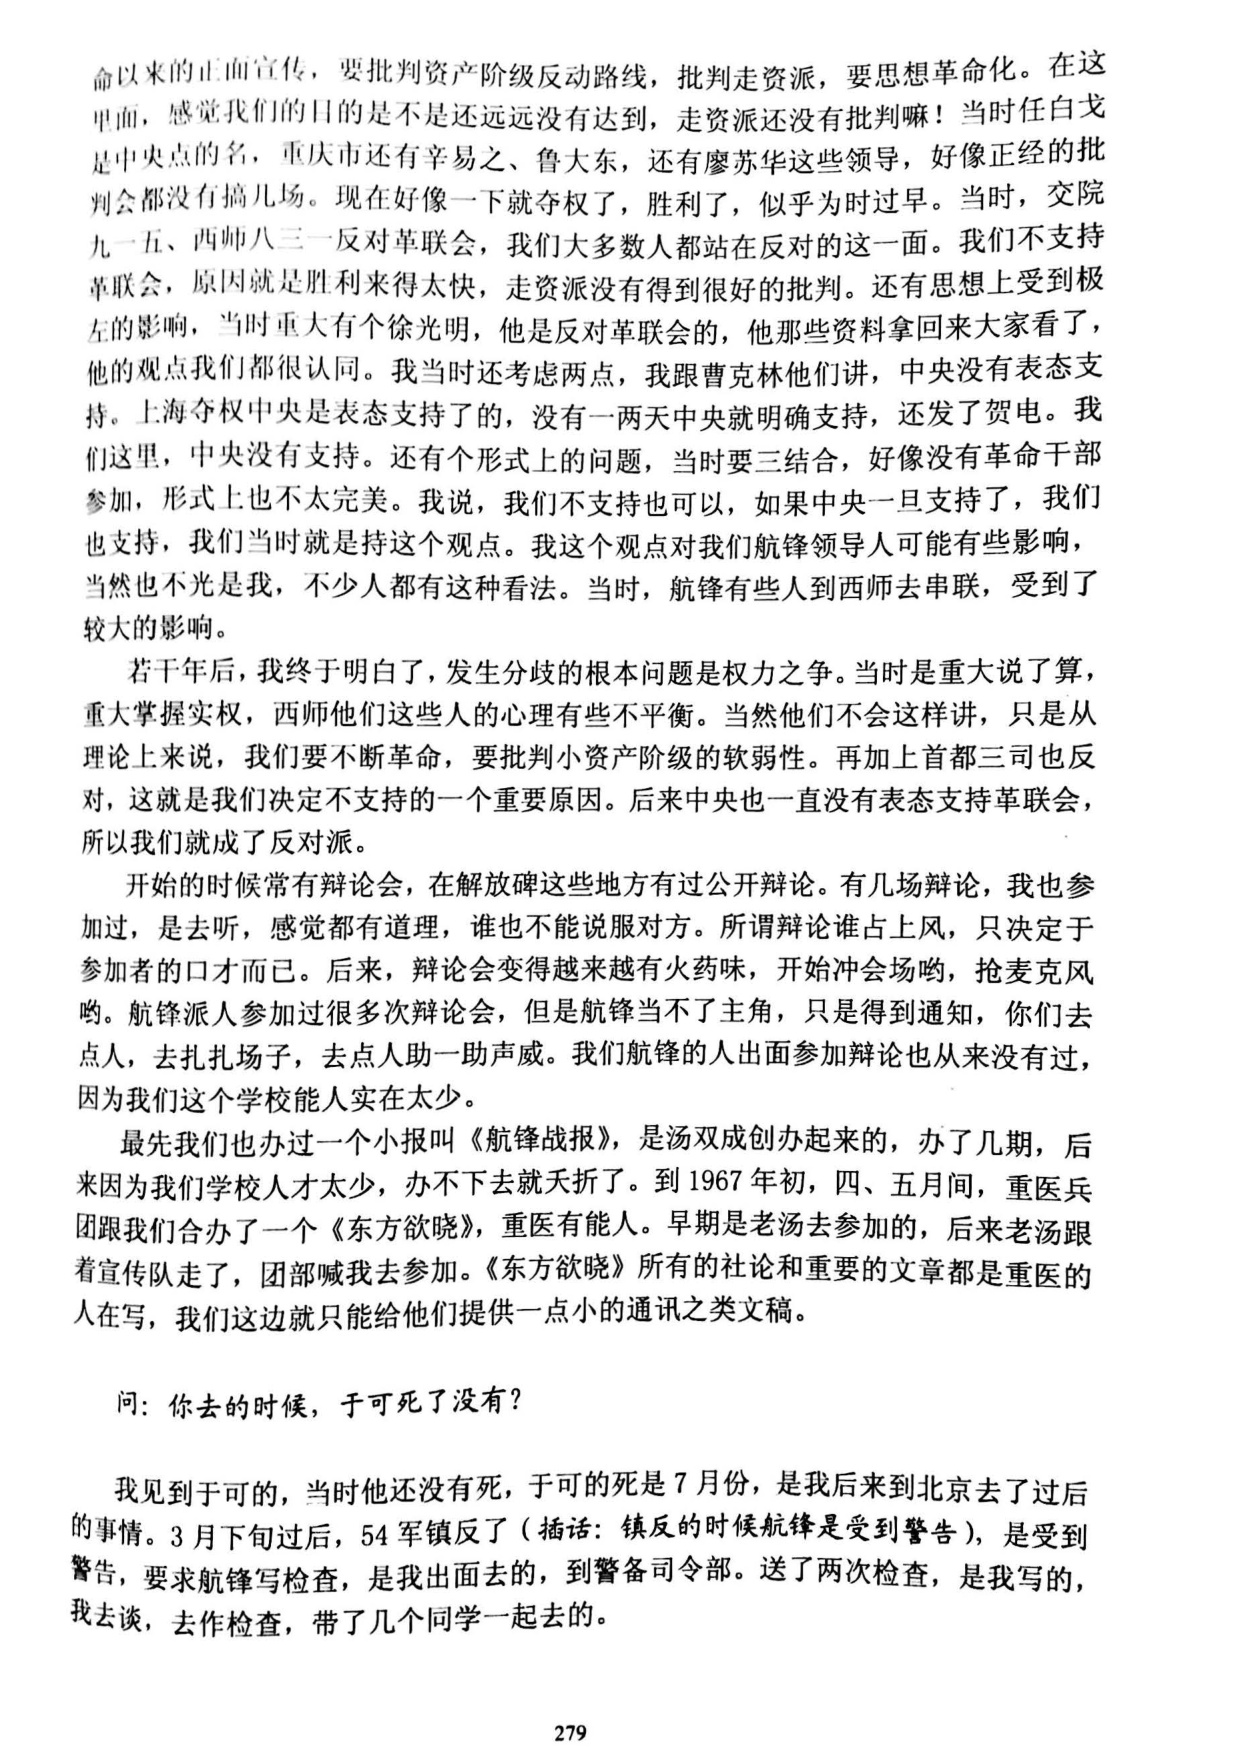 命以来的正面宣传，要批判资产阶级反动路线，批判走资派，要思想革命化。在这
里面，感觉我们的目的是不是还远远没有达到，走资派还没有批判嘛！当时任白戈
是中央点的名，重庆市还有辛易之、鲁大东，还有廖苏华这些领导，好像正经的批
判会都没有搞几场。现在好像一下就夺权了，胜利了，似乎为时过早。当时，交院
九一五、西师八三一反对革联会，我们大多数人都站在反对的这一面。我们不支持
革联会，原因就是胜利来得太快，走资派没有得到很好的批判。还有思想上受到极
左的影响，当时重大有个徐光明，他是反对革联会的，他那些资料拿回来大家看了，
他的观点我们都很认同。我当时还考虑两点，我跟曹克林他们讲，中央没有表态支
持。上海夺权中央是表态支持了的，没有一两天中央就明确支持，还发了贺电。我
们这里，中央没有支持。还有个形式上的问题，当时要三结合，好像没有革命干部
参加，形式上也不太完美。我说，我们不支持也可以，如果中央一旦支持了，我们
也支持，我们当时就是持这个观点。我这个观点对我们航锋领导人可能有些影响，
当然也不光是我，不少人都有这种看法。当时，航锋有些人到西师去串联，受到了
较大的影响。
若干年后，我终于明白了，发生分歧的根本问题是权力之争。当时是重大说了算，
重大掌握实权，西师他们这些人的心理有些不平衡。当然他们不会这样讲，只是从
理论上来说，我们要不断革命，要批判小资产阶级的软弱性。再加上首都三司也反
对，这就是我们决定不支持的一个重要原因。后来中央也一直没有表态支持革联会，
所以我们就成了反对派。
开始的时候常有辩论会，在解放碑这些地方有过公开辩论。有几场辩论，我也参
加过，是去听，感觉都有道理，谁也不能说服对方。所谓辩论谁占上风，只决定于
参加者的口才而已。后来，辩论会变得越来越有火药味，开始冲会场哟，抢麦克风
哟。航锋派人参加过很多次辩论会，但是航锋当不了主角，只是得到通知，你们去
点人，去扎扎场子，去点人助一助声威。我们航锋的人出面参加辩论也从来没有过，
因为我们这个学校能人实在太少。
最先我们也办过一个小报叫《航锋战报》，是汤双成创办起来的，办了几期，后
来因为我们学校人才太少，办不下去就夭折了。到 1967 年初，四、五月间，重医兵
团跟我们合办了一个《东方欲晓》，重医有能人。早期是老汤去参加的，后来老汤跟
着宣传队走了，团部喊我去参加。《东方欲晓》所有的社论和重要的文章都是重医的
人在写，我们这边就只能给他们提供一点小的通讯之类文稿。
问：你去的时候，于可死了没有？
我见到于可的，当时他还没有死，于可的死是 7 月份，是我后来到北京去了过后
的事情。3 月下旬过后，54 军镇反了（插话：镇反的时候航锋是受到警告），是受到
警告，要求航锋写检查，是我出面去的，到警备司令部。送了两次检查，是我写的，
我去谈，去作检查，带了几个同学一起去的。
279